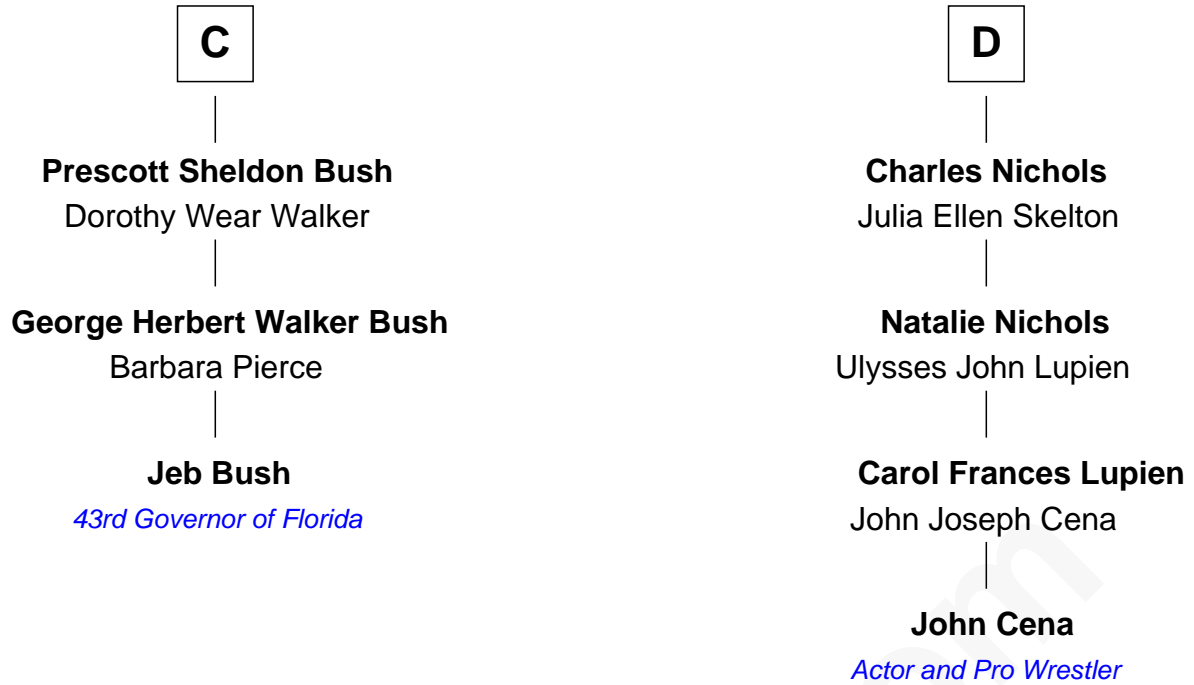 C
Prescott Sheldon Bush
Dorothy Wear Walker
George Herbert Walker Bush
Barbara Pierce
Jeb Bush
43rd Governor of Florida
D
Charles Nichols
Julia Ellen Skelton
Natalie Nichols
Ulysses John Lupien
Carol Frances Lupien
John Joseph Cena
John Cena
Actor and Pro Wrestler